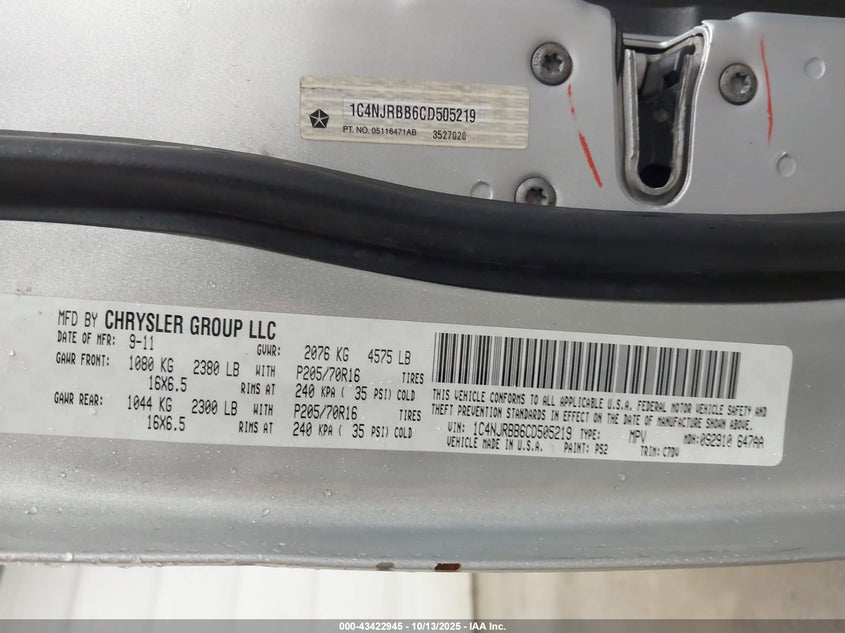 1C4NJRBB6CD505219
PT. NO. 05116471AB 3527020
MFD BY CHRYSLER GROUP LLC
DATE OF MFR: 9-11 GVWR: 2076 KG 4575 LB
GAWR FRONT: 1080 KG 2380 LB WITH P205/70R16 TIRES
16X6.5 RIMS AT 240 KPA ( 35 PSI) COLD
GAWR REAR: 1044 KG 2300 LB WITH P205/70R16 TIRES
16X6.5 RIMS AT 240 KPA ( 35 PSI) COLD
THIS VEHICLE CONFORMS TO ALL APPLICABLE U.S.A. FEDERAL MOTOR VEHICLE SAFETY AND
THEFT PREVENTION STANDARDS IN EFFECT ON THE DATE OF MANUFACTURE SHOWN ABOVE.
VIN: 1C4NJRBB6CD505219 TYPE: MPV MDH: 092910 647AA
VEHICLE MADE IN U.S.A. PAINT: PS2 TRIM: C7DV
000-43422945 | 10/13/2025 | IAA Inc.